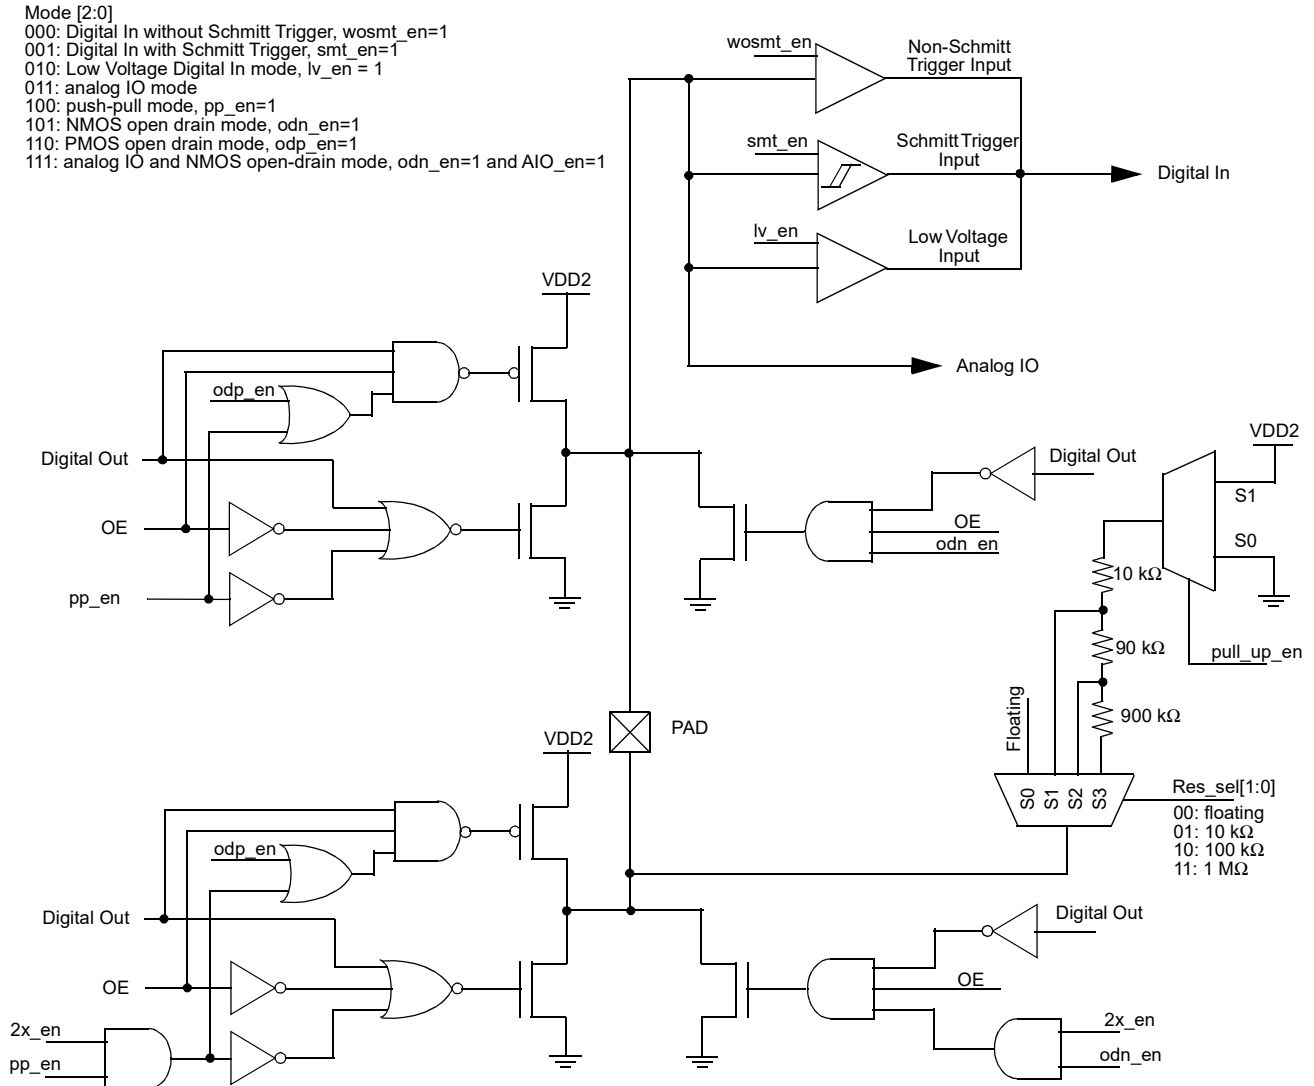 Mode [2:0]
000: Digital In without Schmitt Trigger, wosmt_en=1
001: Digital In with Schmitt Trigger, smt_en=1
010: Low Voltage Digital In mode, lv_en = 1
011: analog IO mode
100: push-pull mode, pp_en=1
101: NMOS open drain mode, odn_en=1
110: PMOS open drain mode, odp_en=1
111: analog IO and NMOS open-drain mode, odn_en=1 and AIO_en=1
wosmt_en
Non-Schmitt
Trigger Input
smt_en
Schmitt Trigger
Input
Digital In
lv_en
Low Voltage
Input
Analog IO
VDD2
odp_en
Digital Out
OE
pp_en
Digital Out
OE
odn_en
VDD2
S1
S0
10 kΩ
pull_up_en
90 kΩ
900 kΩ
Floating
S0
S1
S2
S3
Res_sel[1:0]
00: floating
01: 10 kΩ
10: 100 kΩ
11: 1 MΩ
PAD
VDD2
odp_en
Digital Out
OE
2x_en
pp_en
Digital Out
OE
2x_en
odn_en